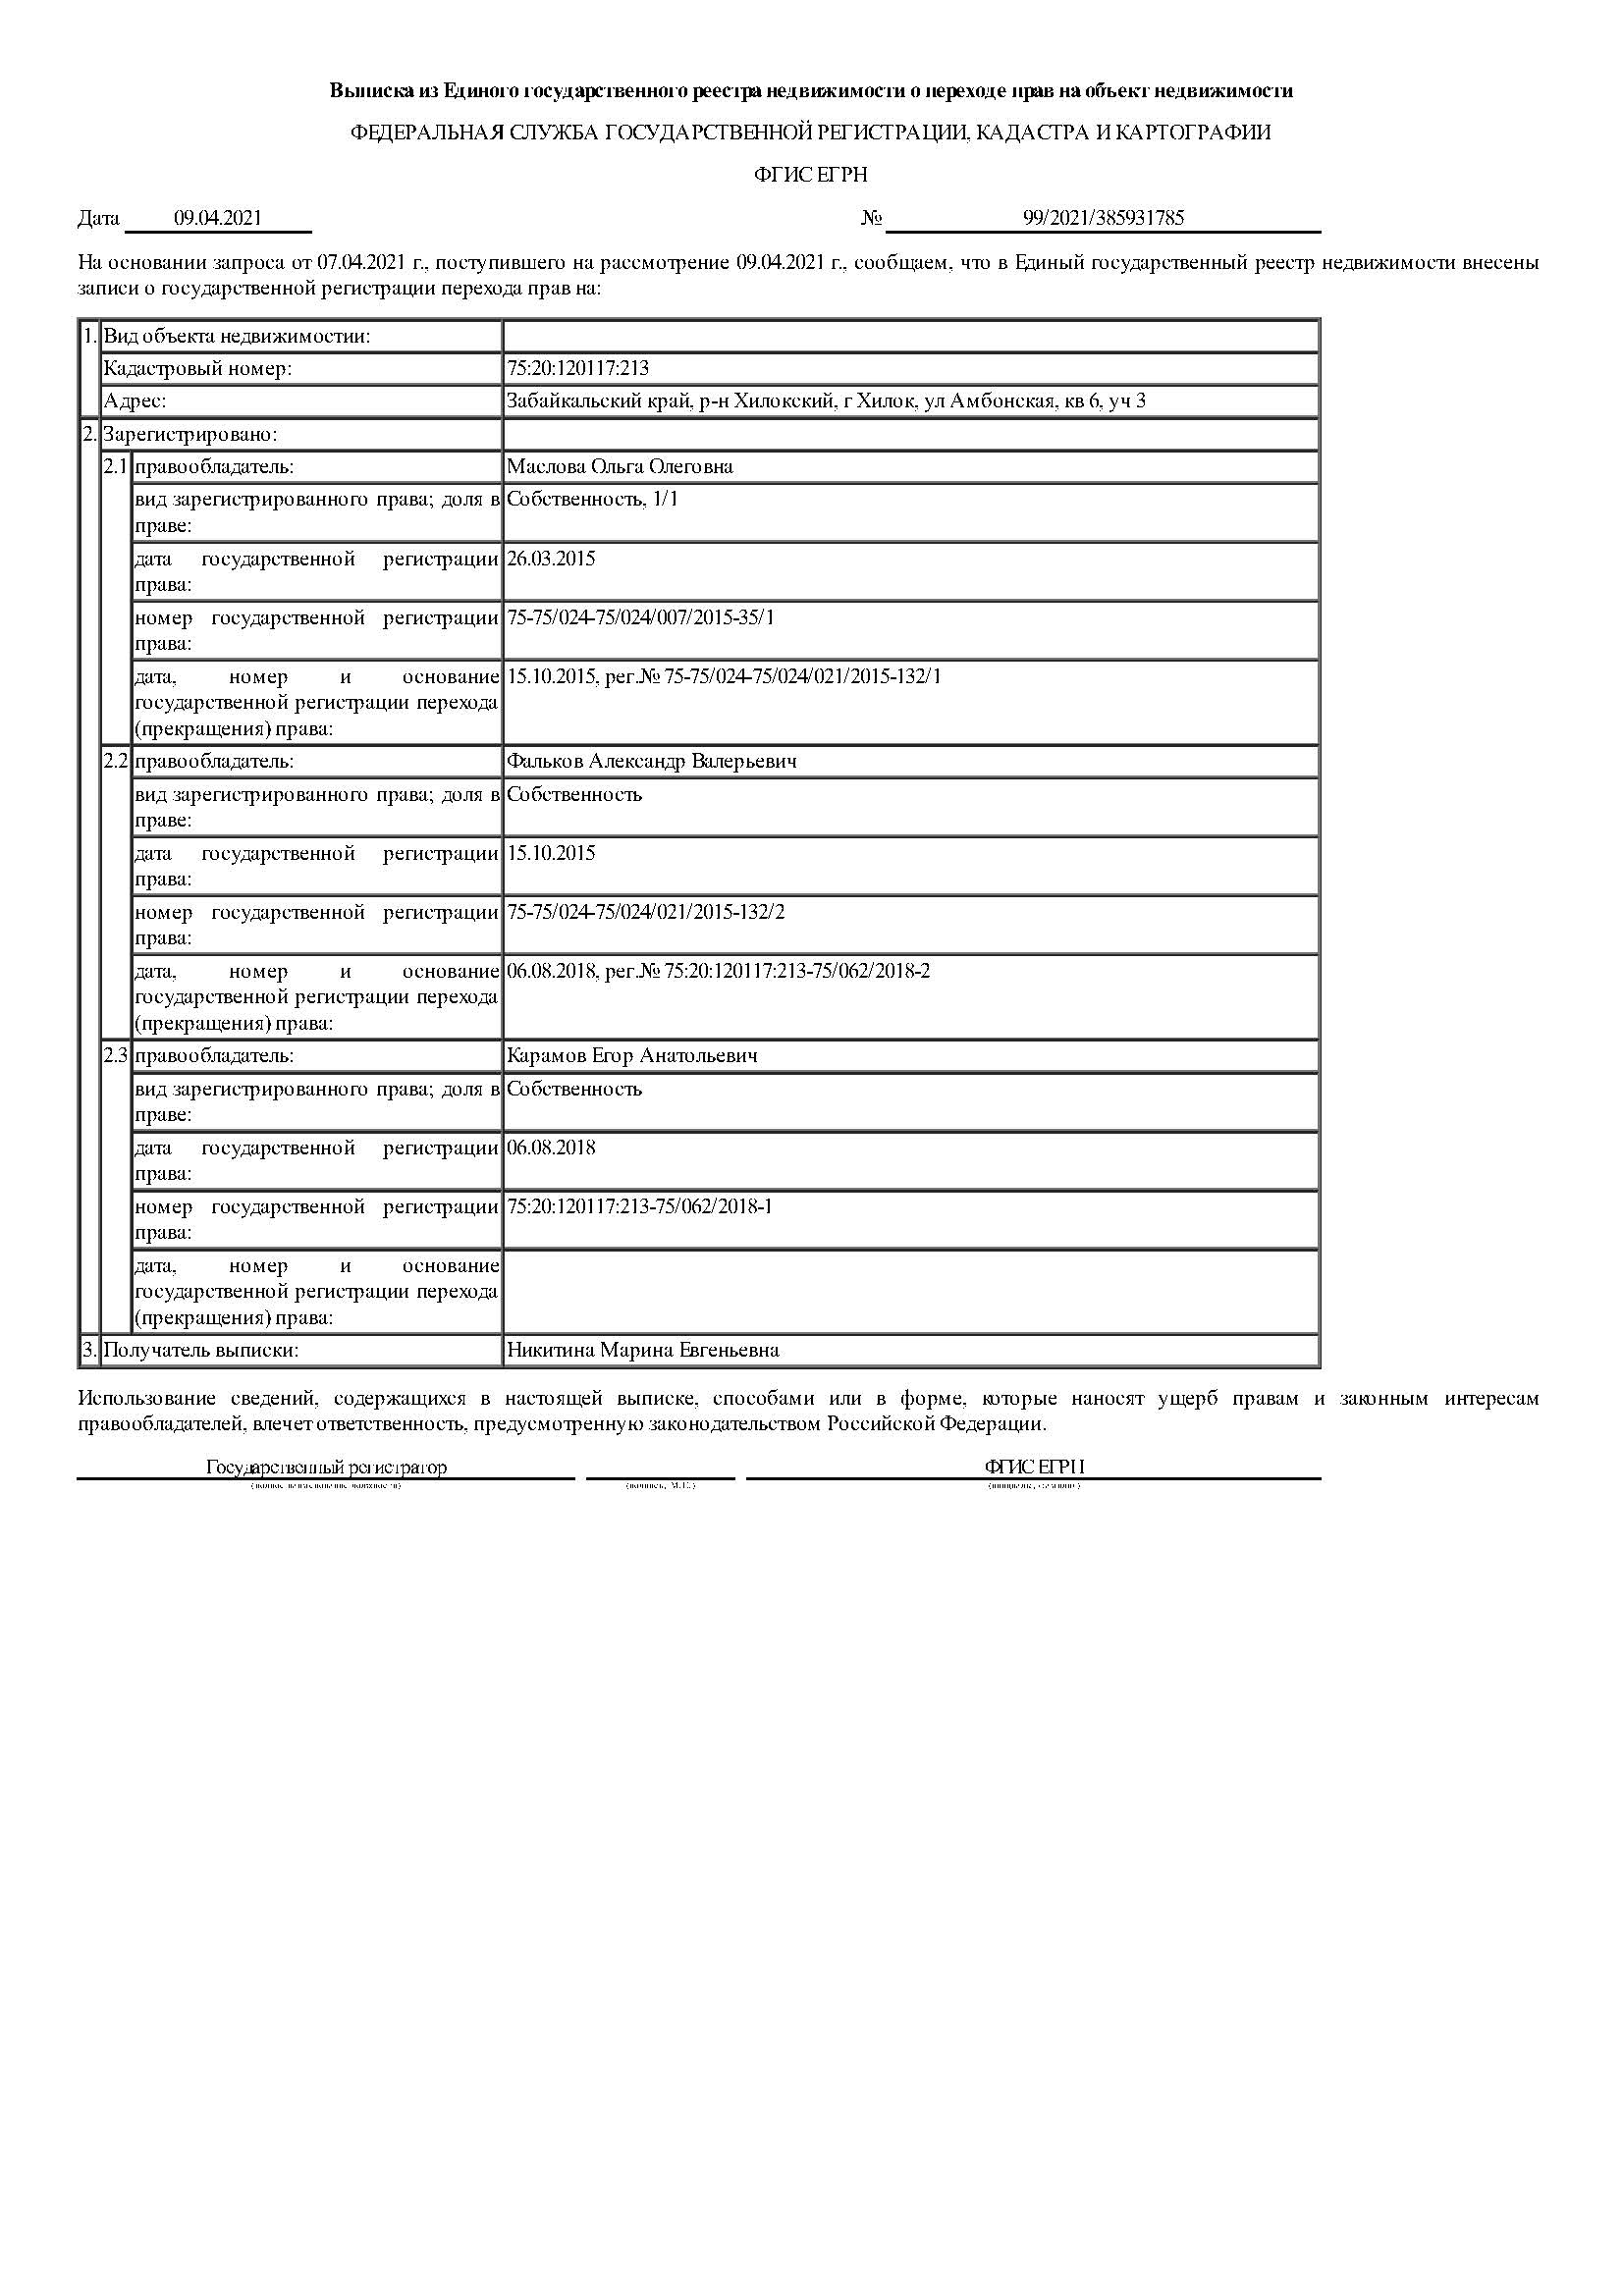 Выписка из Единого государственного реестра недвижимости о переходе прав на объект недвижимости
ФЕДЕРАЛЬНАЯ СЛУЖБА ГОСУДАРСТВЕННОЙ РЕГИСТРАЦИИ, КАДАСТРА И КАРТОГРАФИИ
ФГИС ЕГРН
Дата 09.04.2021 № 99/2021/385931785
На основании запроса от 07.04.2021 г., поступившего на рассмотрение 09.04.2021 г., сообщаем, что в Единый государственный реестр недвижимости внесены
записи о государственной регистрации перехода прав на:
1. Вид объекта недвижимостии:
Кадастровый номер: 75:20:120117:213
Адрес: Забайкальский край, р-н Хилокский, г Хилок, ул Амбонская, кв 6, уч 3
2. Зарегистрировано:
2.1 правообладатель: Маслова Ольга Олеговна
вид зарегистрированного права; доля в Собственность, 1/1
праве:
дата государственной регистрации 26.03.2015
права:
номер государственной регистрации 75-75/024-75/024/007/2015-35/1
права:
дата, номер и основание 15.10.2015, рег.№ 75-75/024-75/024/021/2015-132/1
государственной регистрации перехода
(прекращения) права:
2.2 правообладатель: Фальков Александр Валерьевич
вид зарегистрированного права; доля в Собственность
праве:
дата государственной регистрации 15.10.2015
права:
номер государственной регистрации 75-75/024-75/024/021/2015-132/2
права:
дата, номер и основание 06.08.2018, рег.№ 75:20:120117:213-75/062/2018-2
государственной регистрации перехода
(прекращения) права:
2.3 правообладатель: Карамов Егор Анатольевич
вид зарегистрированного права; доля в Собственность
праве:
дата государственной регистрации 06.08.2018
права:
номер государственной регистрации 75:20:120117:213-75/062/2018-1
права:
дата, номер и основание
государственной регистрации перехода
(прекращения) права:
3. Получатель выписки: Никитина Марина Евгеньевна
Использование сведений, содержащихся в настоящей выписке, способами или в форме, которые наносят ущерб правам и законным интересам
правообладателей, влечет ответственность, предусмотренную законодательством Российской Федерации.
Государственный регистратор ФГИС ЕГРН
(полное наименование должности) (подпись, М.П.) (инициалы, фамилия)